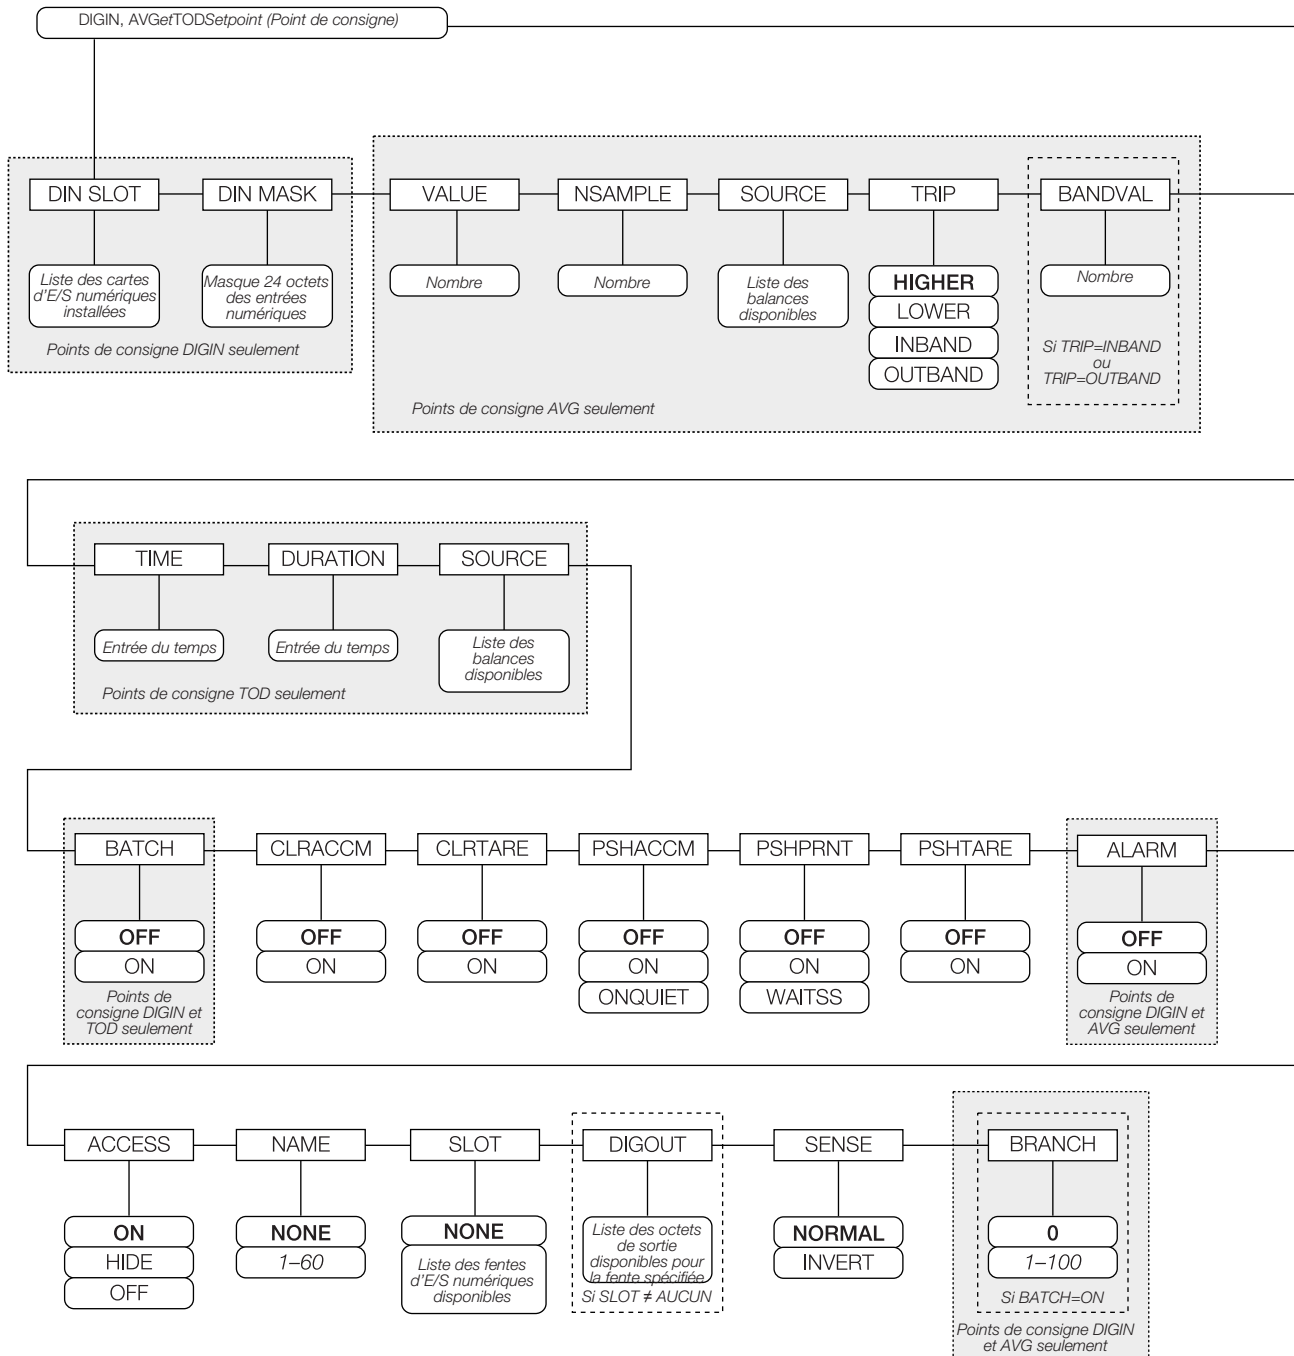 DIGIN, AVGetTODSetpoint (Point de consigne)
DIN SLOT
DIN MASK
VALUE
NSAMPLE
SOURCE
TRIP
BANDVAL
Liste des cartes
d'E/S numériques
installées
Masque 24 octets
des entrées
numériques
Nombre
Nombre
Liste des
balances
disponibles
HIGHER
LOWER
INBAND
OUTBAND
Nombre
Si TRIP=INBAND
ou
TRIP=OUTBAND
Points de consigne DIGIN seulement
Points de consigne AVG seulement
TIME
DURATION
SOURCE
Entrée du temps
Entrée du temps
Liste des
balances
disponibles
Points de consigne TOD seulement
BATCH
CLRACCM
CLRTARE
PSHACCM
PSHPRNT
PSHTARE
ALARM
OFF
ON
OFF
ON
OFF
ON
OFF
ON
ONQUIET
OFF
ON
WAITSS
OFF
ON
OFF
ON
Points de
consigne DIGIN et
TOD seulement
Points de
consigne DIGIN et
AVG seulement
ACCESS
NAME
SLOT
DIGOUT
SENSE
BRANCH
ON
HIDE
OFF
NONE
1–60
NONE
Liste des fentes
d'E/S numériques
disponibles
Liste des octets
de sortie
disponibles pour
la fente spécifiée
Si SLOT ≠ AUCUN
NORMAL
INVERT
0
1–100
Si BATCH=ON
Points de consigne DIGIN
et AVG seulement